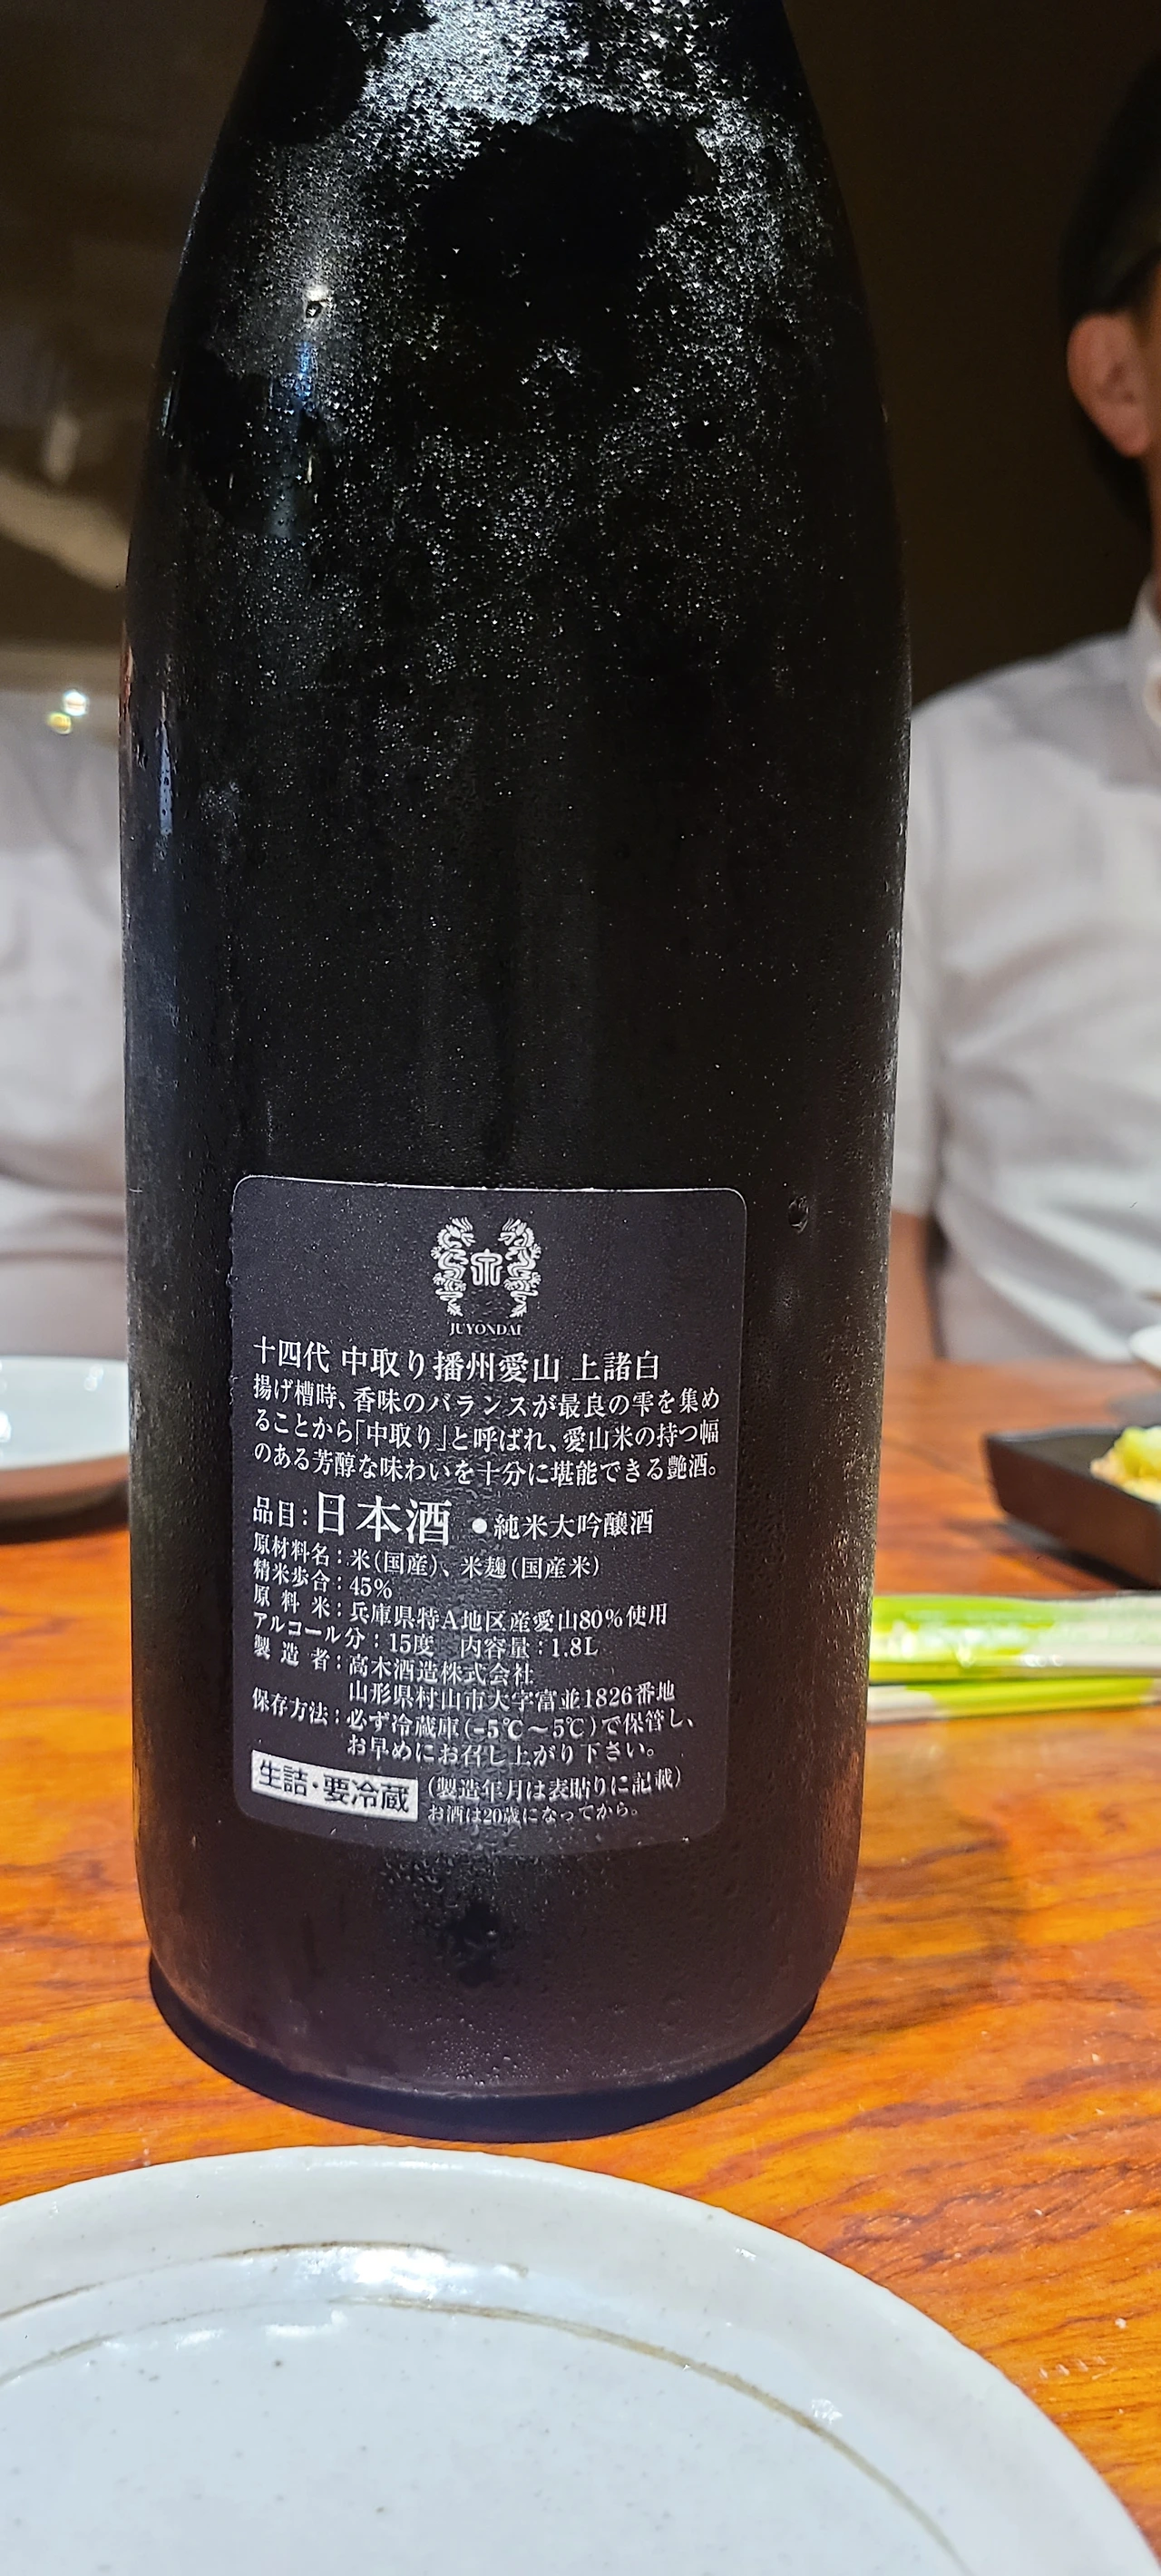 JUYONDAI
十四代 中取り播州愛山 上諸白
揚げ槽時、香味のバランスが最良の雫を集め
ることから「中取り」と呼ばれ、愛山米の持つ幅
のある芳醇な味わいを十分に堪能できる艶酒。
品目：日本酒 ●純米大吟醸酒
原材料名：米（国産）、米麹（国産米）
精米歩合：45%
原料米：兵庫県特A地区産愛山80%使用
アルコール分：15度 内容量：1.8L
製造者：高木酒造株式会社
山形県村山市大字富並1826番地
保存方法：必ず冷蔵庫（-5℃～5℃）で保管し、
お早めにお召し上がり下さい。
生詰・要冷蔵 （製造年月は表貼りに記載）
お酒は20歳になってから。